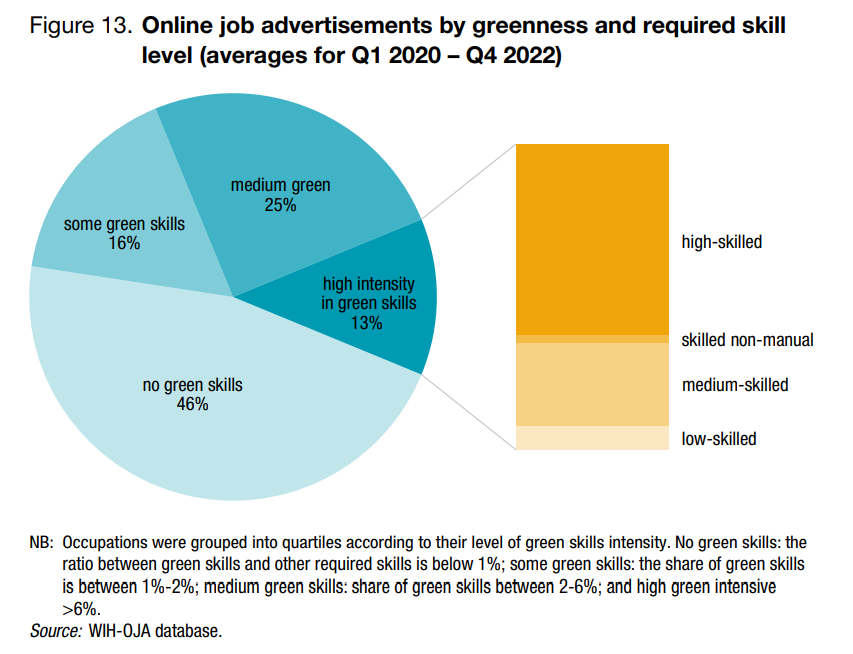 Figure 13. Online job advertisements by greenness and required skill
level (averages for Q1 2020 – Q4 2022)
medium green
25%
some green skills
16%
high intensity
in green skills
13%
no green skills
46%
high-skilled
skilled non-manual
medium-skilled
low-skilled
NB: Occupations were grouped into quartiles according to their level of green skills intensity. No green skills: the
ratio between green skills and other required skills is below 1%; some green skills: the share of green skills
is between 1%-2%; medium green skills: share of green skills between 2-6%; and high green intensive
>6%.
Source: WIH-OJA database.